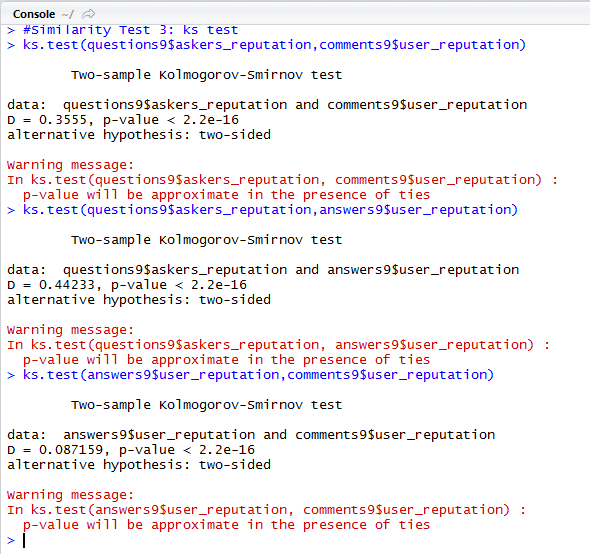 Console ~/
> #Similarity Test 3: ks test
> ks.test(questions9$askers_reputation,comments9$user_reputation)
Two-sample Kolmogorov-Smirnov test
data:  questions9$askers_reputation and comments9$user_reputation
D = 0.3555, p-value < 2.2e-16
alternative hypothesis: two-sided
Warning message:
In ks.test(questions9$askers_reputation, comments9$user_reputation) :
p-value will be approximate in the presence of ties
> ks.test(questions9$askers_reputation,answers9$user_reputation)
Two-sample Kolmogorov-Smirnov test
data:  questions9$askers_reputation and answers9$user_reputation
D = 0.44233, p-value < 2.2e-16
alternative hypothesis: two-sided
Warning message:
In ks.test(questions9$askers_reputation, answers9$user_reputation) :
p-value will be approximate in the presence of ties
> ks.test(answers9$user_reputation,comments9$user_reputation)
Two-sample Kolmogorov-Smirnov test
data:  answers9$user_reputation and comments9$user_reputation
D = 0.087159, p-value < 2.2e-16
alternative hypothesis: two-sided
Warning message:
In ks.test(answers9$user_reputation, comments9$user_reputation) :
p-value will be approximate in the presence of ties
>